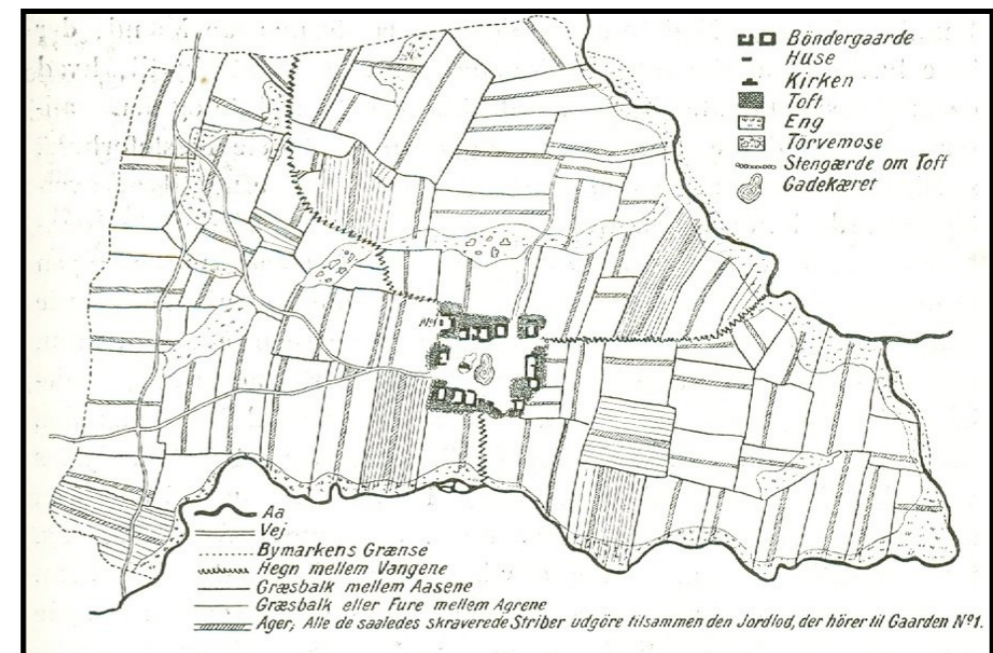 Böndergaarde
Huse
Kirken
Toft
Eng
Törvemose
Stengærde om Toft
Gadekæret
Nº1
Aa
Vej
Bymarkens Grænse
Hegn mellem Vangene
Græsbalk mellem Aasene
Græsbalk eller Fure mellem Agrene
Ager; Alle de saaledes skraverede Striber udgöre tilsammen den Jordlod, der hörer til Gaarden Nº1.